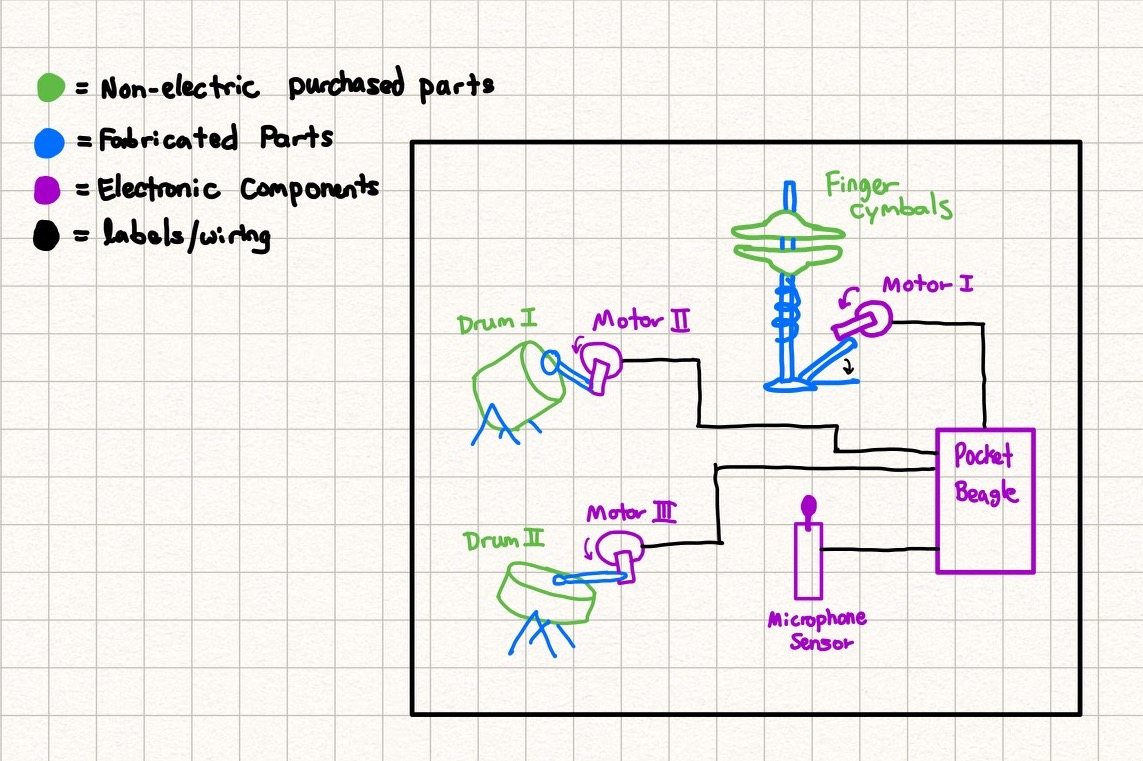 = Non-electric purchased parts
= Fabricated Parts
= Electronic Components
= labels/wiring
Finger
cymbals
Motor I
Drum I
Motor II
Pocket
Beagle
Motor III
Drum II
Microphone
Sensor